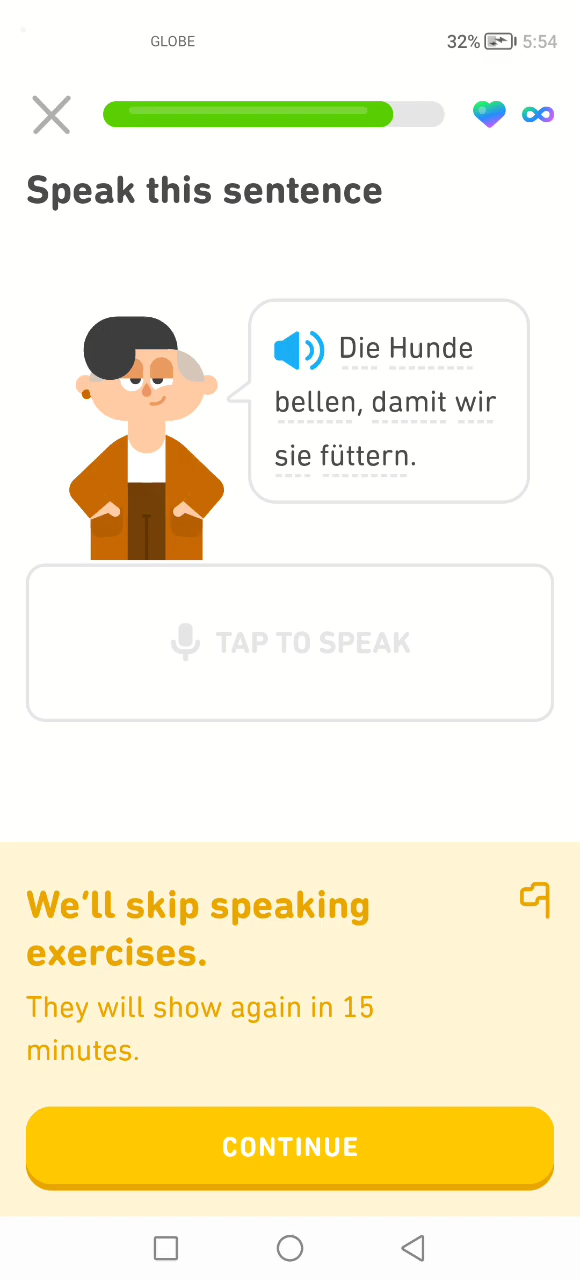 GLOBE 32% 5:54
Speak this sentence
Die Hunde
bellen, damit wir
sie füttern.
TAP TO SPEAK
We'll skip speaking
exercises.
They will show again in 15
minutes.
CONTINUE